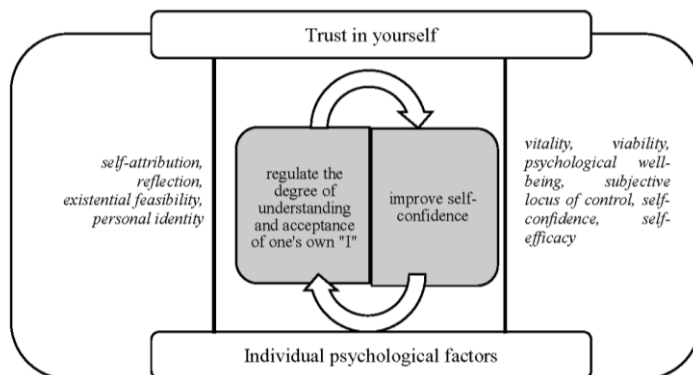 Trust in yourself
self-attribution,
reflection,
existential feasibility,
personal identity
regulate the
degree of
understanding
and acceptance
of one's own "I"
improve self-
confidence
vitality, viability,
psychological well-
being, subjective
locus of control, self-
confidence, self-
efficacy
Individual psychological factors